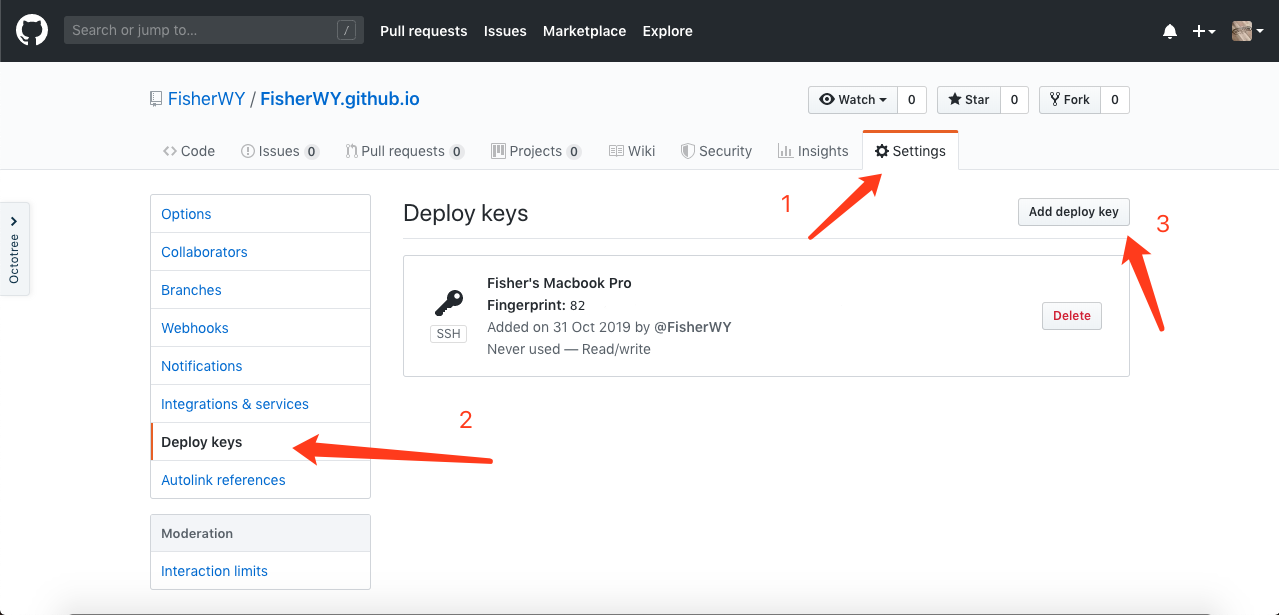 Search or jump to... /
Pull requests Issues Marketplace Explore
FisherWY / FisherWY.github.io
Watch 0 Star 0 Fork 0
Code Issues 0 Pull requests 0 Projects 0 Wiki Security Insights Settings
1
Octotree
Options
Collaborators
Branches
Webhooks
Notifications
Integrations & services
Deploy keys
Autolink references
Moderation
Interaction limits
2
Deploy keys
Add deploy key
3
Fisher's Macbook Pro
Fingerprint: 82
Added on 31 Oct 2019 by @FisherWY
Never used — Read/write
SSH
Delete